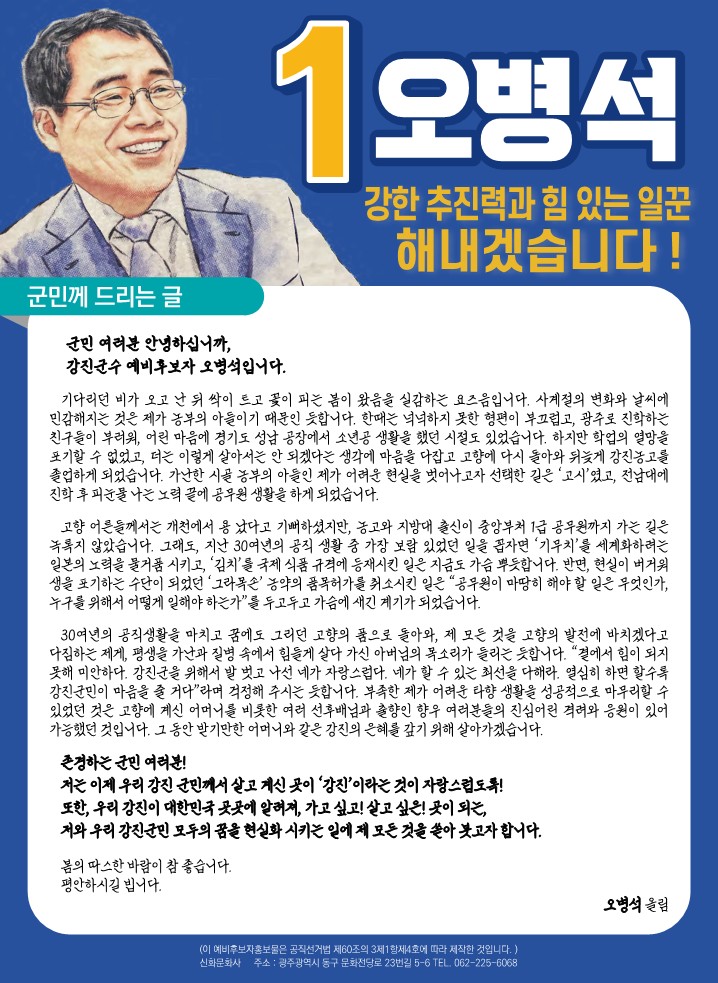 1 오병석
강한 추진력과 힘 있는 일꾼
해내겠습니다 !
군민께 드리는 글
군민 여러분 안녕하십니까,
강진군수 예비후보자 오병석입니다.
기다리던 비가 오고 난 뒤 싹이 트고 꽃이 피는 봄이 왔음을 실감하는 요즈음입니다. 사계절의 변화와 날씨에
민감해지는 것은 제가 농부의 아들이기 때문인 듯합니다. 한때는 넉넉하지 못한 형편이 부끄럽고, 광주로 진학하는
친구들이 부러워, 어린 마음에 경기도 성남 공장에서 소년공 생활을 했던 시절도 있었습니다. 하지만 학업의 열망을
포기할 수 없었고, 더는 이렇게 살아서는 안 되겠다는 생각에 마음을 다잡고 고향에 다시 돌아와 뒤늦게 강진농고를
졸업하게 되었습니다. 가난한 시골 농부의 아들인 제가 어려운 현실을 벗어나고자 선택한 길은 ‘고시’였고, 전남대에
진학 후 피눈물 나는 노력 끝에 공무원 생활을 하게 되었습니다.
고향 어른들께서는 개천에서 용 났다고 기뻐하셨지만, 농고와 지방대 출신이 중앙부처 1급 공무원까지 가는 길은
녹록지 않았습니다. 그래도, 지난 30여년의 공직 생활 중 가장 보람 있었던 일을 꼽자면 ‘기무치’를 세계화하려는
일본의 노력을 물거품 시키고, ‘김치’를 국제 식품 규격에 등재시킨 일은 지금도 가슴 뿌듯합니다. 반면, 현실이 버거워
생을 포기하는 수단이 되었던 ‘그라목손’ 농약의 품목허가를 취소시킨 일은 “공무원이 마땅히 해야 할 일은 무엇인가,
누구를 위해서 어떻게 일해야 하는가”를 두고두고 가슴에 새긴 계기가 되었습니다.
30여년의 공직생활을 마치고 꿈에도 그리던 고향의 품으로 돌아와, 제 모든 것을 고향의 발전에 바치겠다고
다짐하는 제게, 평생을 가난과 질병 속에서 힘들게 살다 가신 아버님의 목소리가 들리는 듯합니다. “곁에서 힘이 되지
못해 미안하다. 강진군을 위해서 발 벗고 나선 네가 자랑스럽다. 네가 할 수 있는 최선을 다해라. 열심히 하면 할수록
강진군민이 마음을 줄 거다”라며 걱정해 주시는 듯합니다. 부족한 제가 어려운 타향 생활을 성공적으로 마무리할 수
있었던 것은 고향에 계신 어머니를 비롯한 여러 선후배님과 출향인 향우 여러분들의 진심어린 격려와 응원이 있어
가능했던 것입니다. 그 동안 받기만한 어머니와 같은 강진의 은혜를 갚기 위해 살아가겠습니다.
존경하는 군민 여러분!
저는 이제 우리 강진 군민께서 살고 계신 곳이 ‘강진’이라는 것이 자랑스럽도록!
또한, 우리 강진이 대한민국 곳곳에 알려져, 가고 싶고! 살고 싶은! 곳이 되는,
저와 우리 강진군민 모두의 꿈을 현실화 시키는 일에 제 모든 것을 쏟아 붓고자 합니다.
봄의 따스한 바람이 참 좋습니다.
평안하시길 빕니다.
오병석 올림
(이 예비후보자홍보물은 공직선거법 제60조의 3제1항제4호에 따라 제작한 것입니다. )
신화문화사 주소 : 광주광역시 동구 문화전당로 23번길 5-6 TEL. 062-225-6068